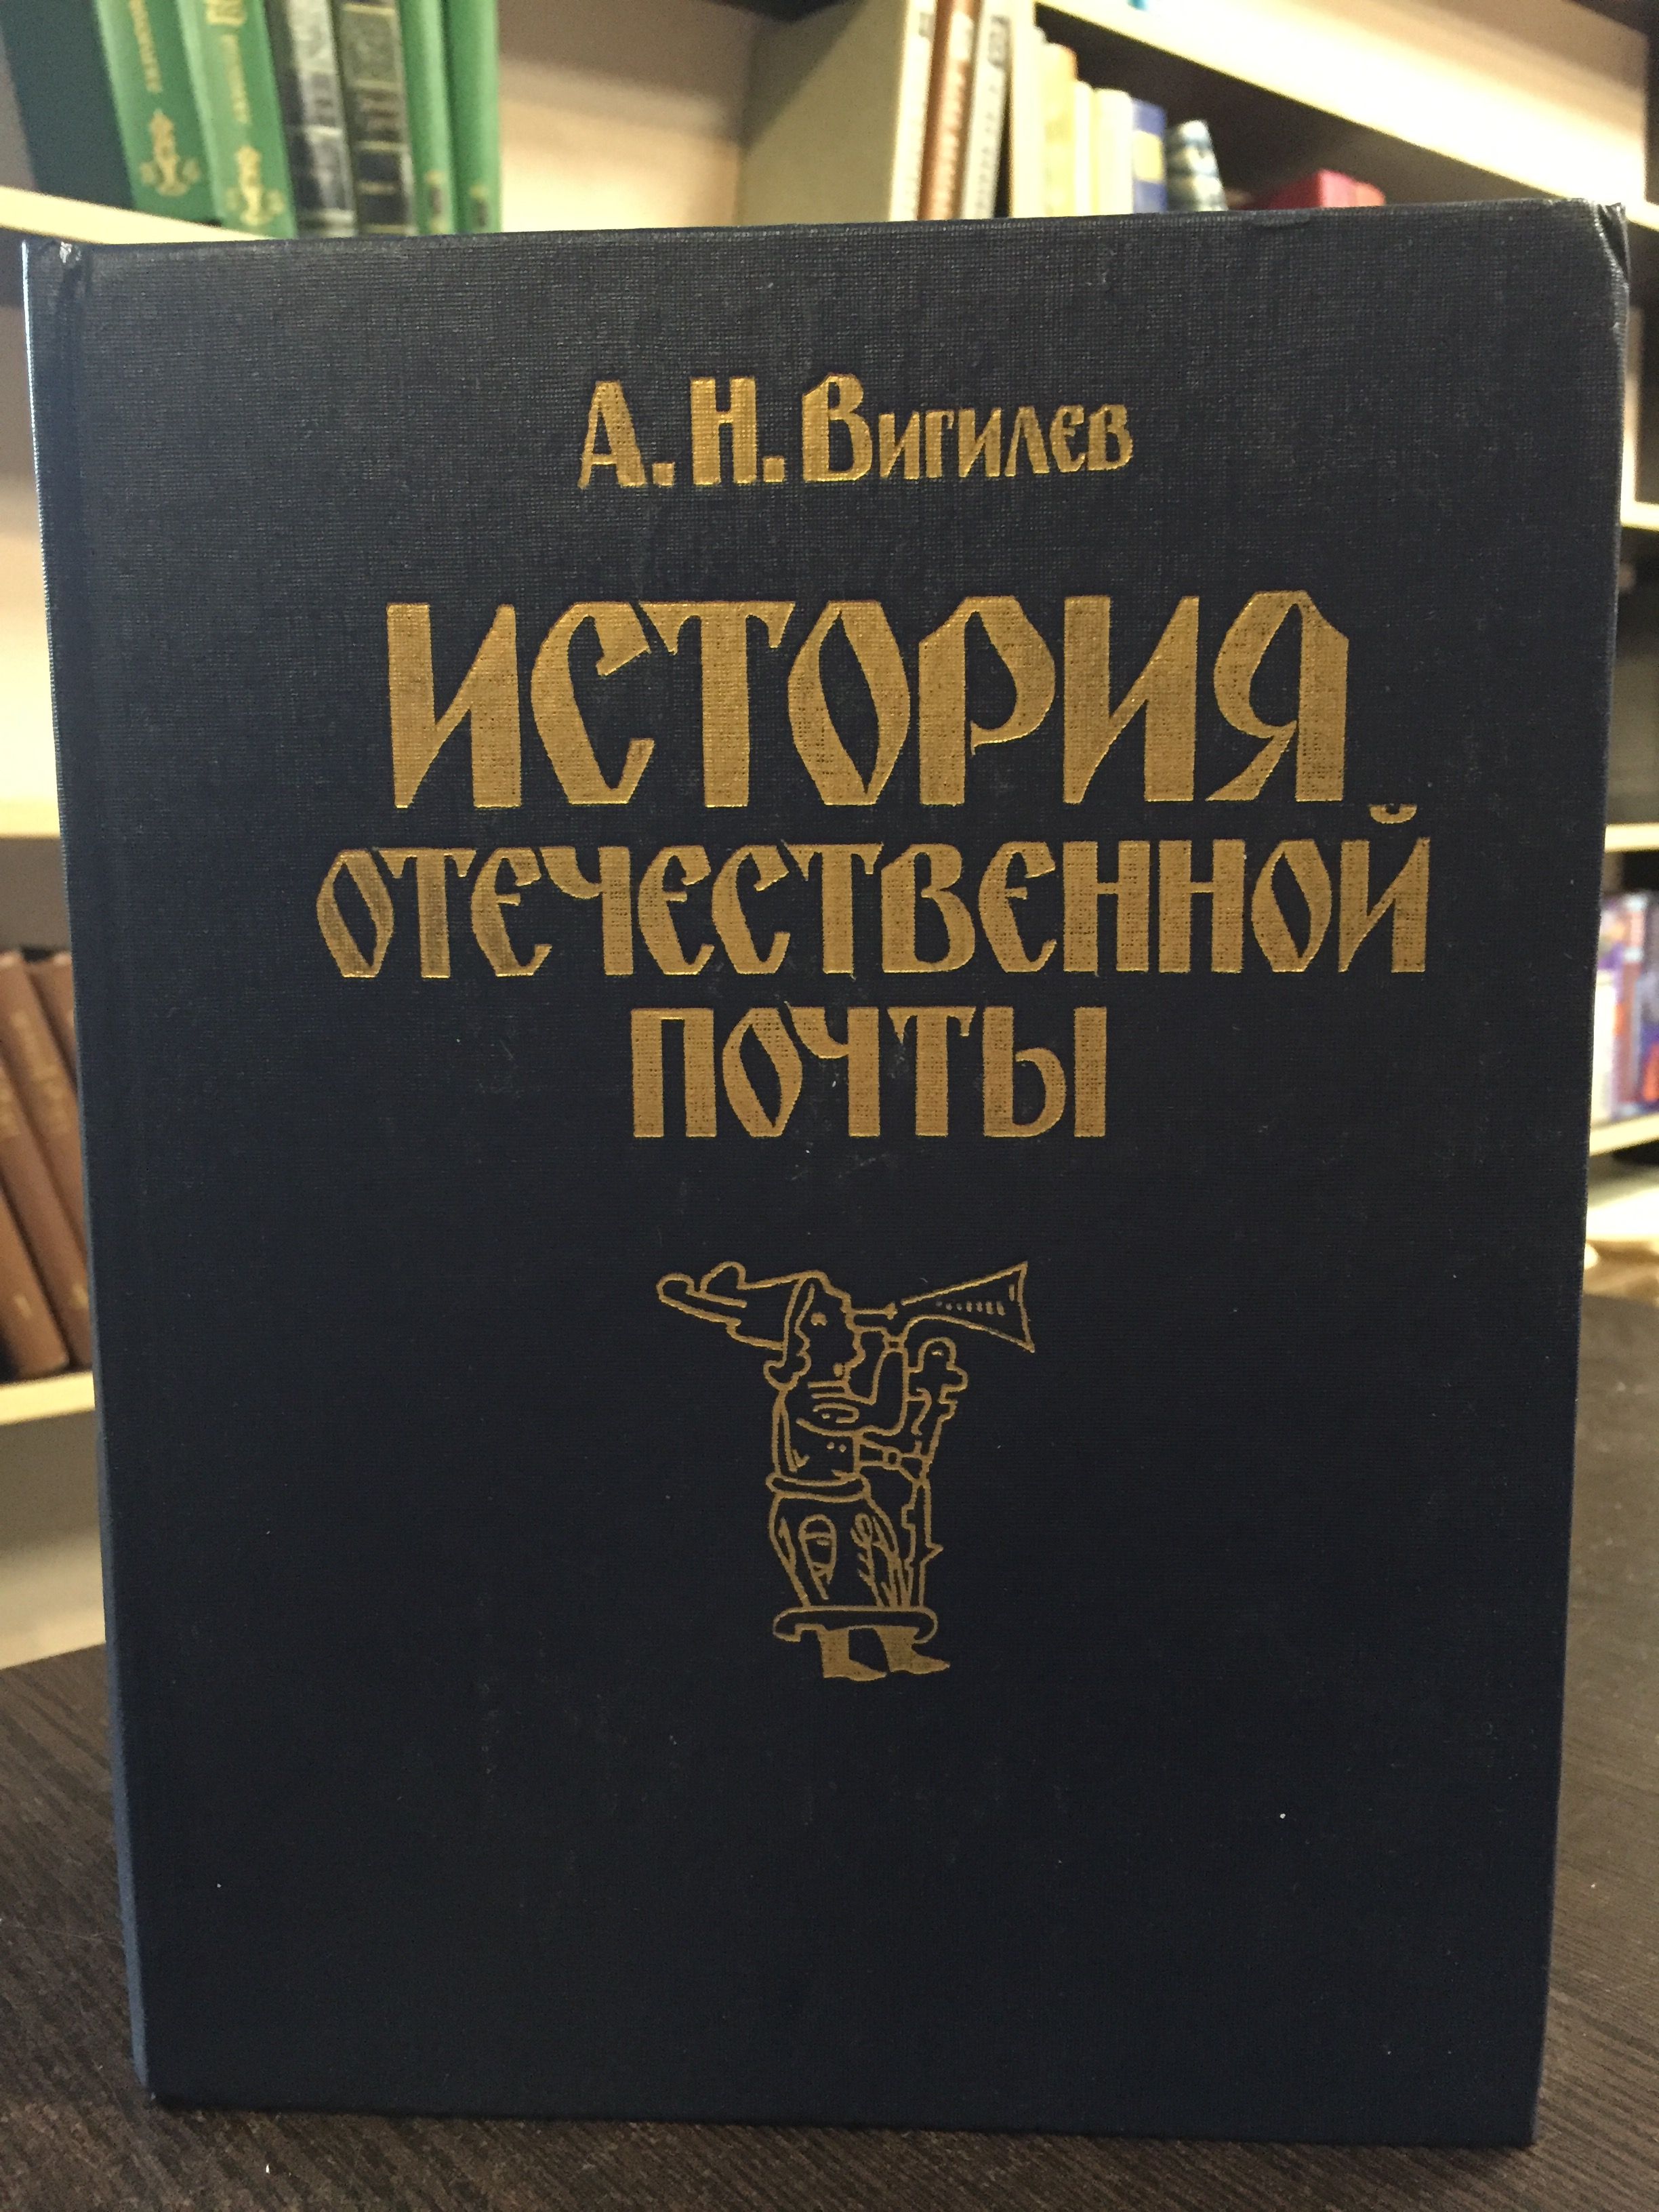 А. Н. Вигилев
ИСТОРИЯ
ОТЕЧЕСТВЕННОЙ
ПОЧТЫ